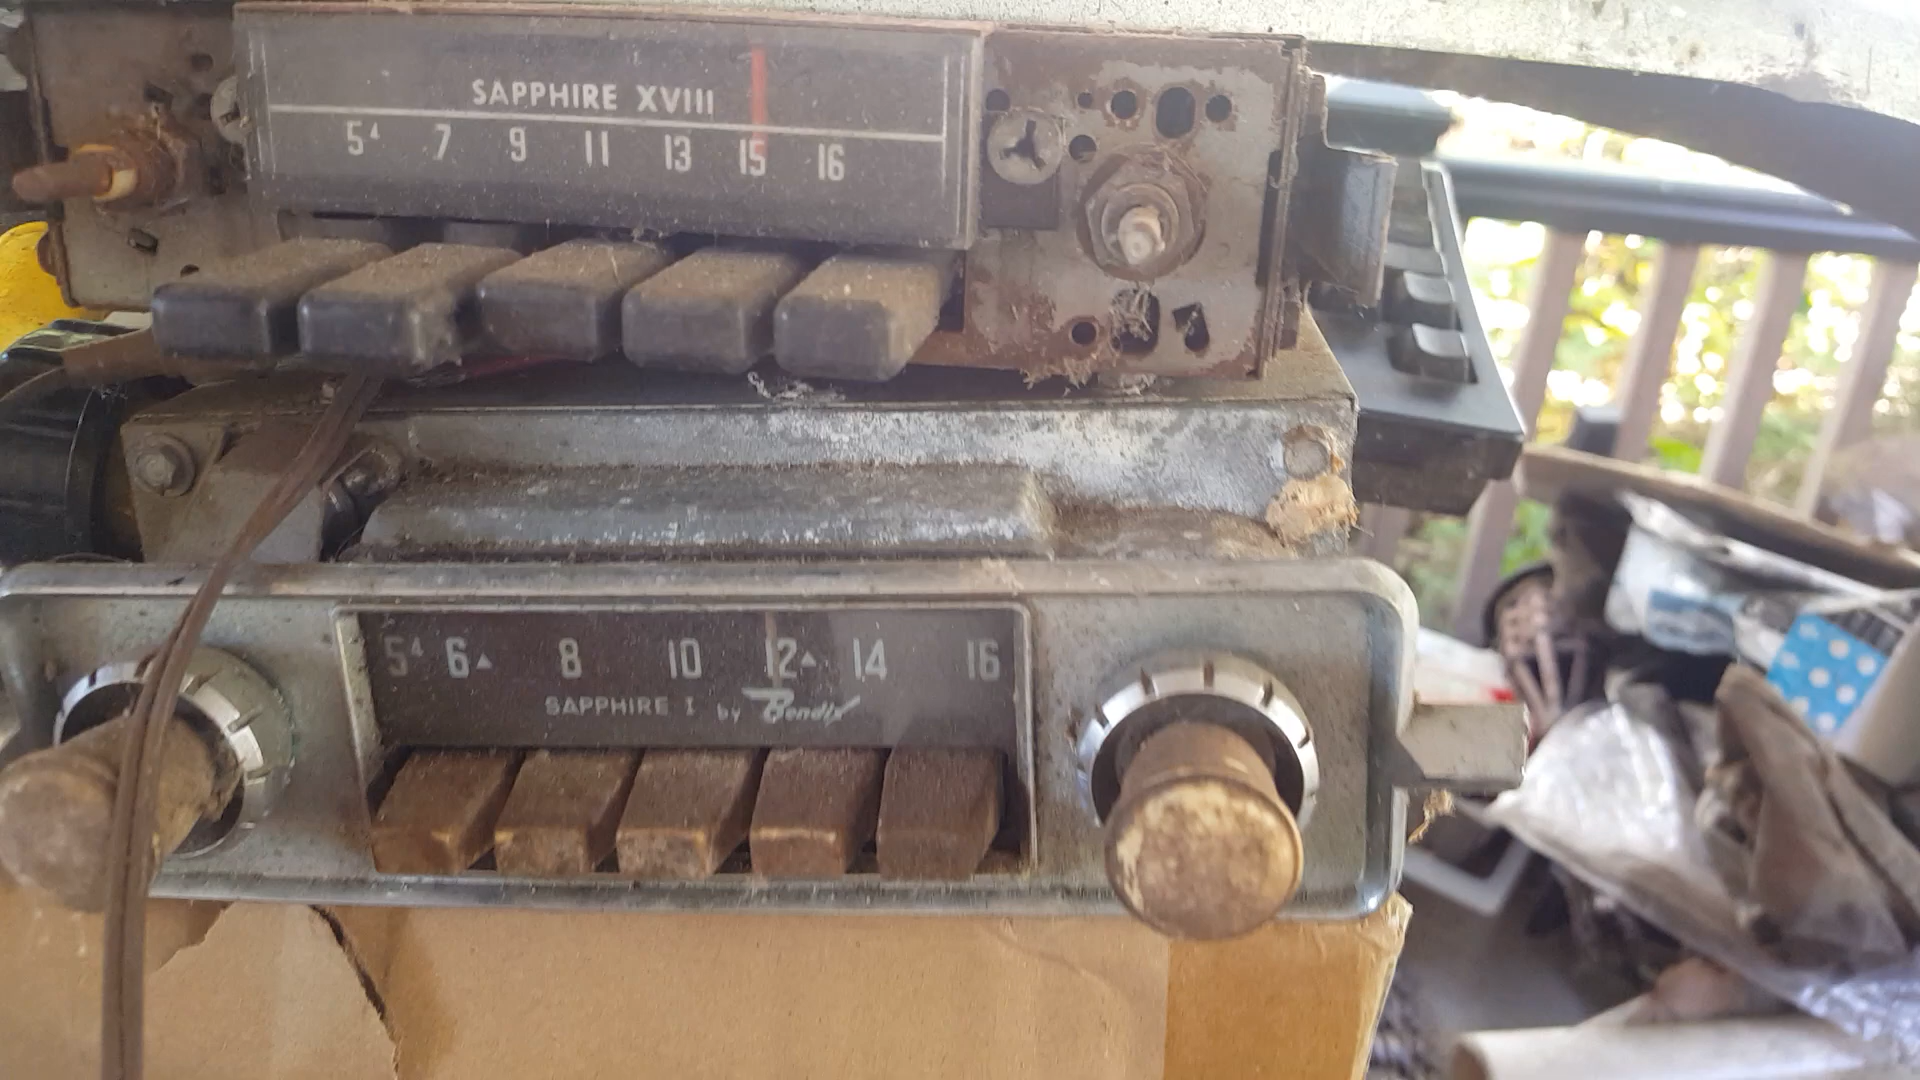 SAPPHIRE XVIII
5⁴ 7 9 11 13 15 16
5⁴ 6▲ 8 10 12▲ 14 16
SAPPHIRE I by Bendix